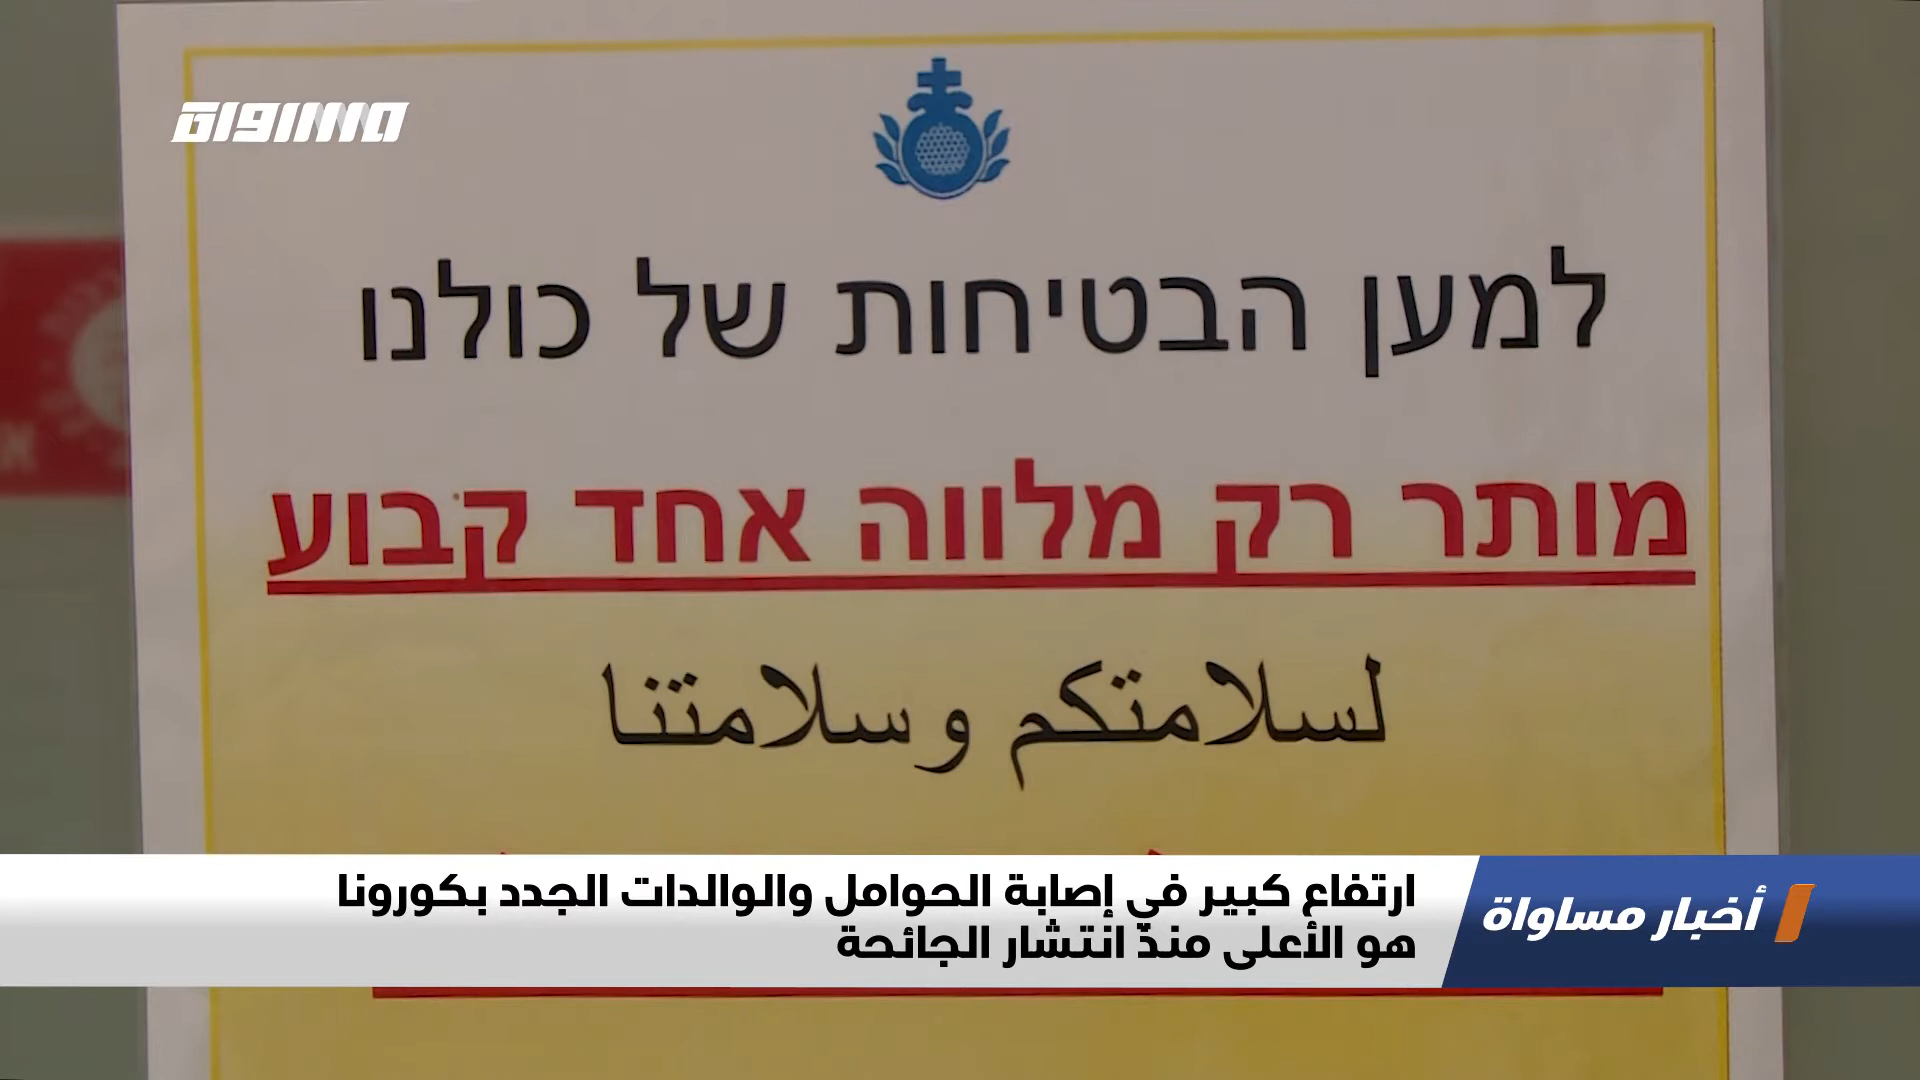 مساواة
למען הבטיחות של כולנו
מותר רק מלווה אחד קבוע
لسلامتكم وسلامتنا
ارتفاع كبير في إصابة الحوامل والوالدات الجدد بكورونا
هو الأعلى منذ انتشار الجائحة
أخبار مساواة